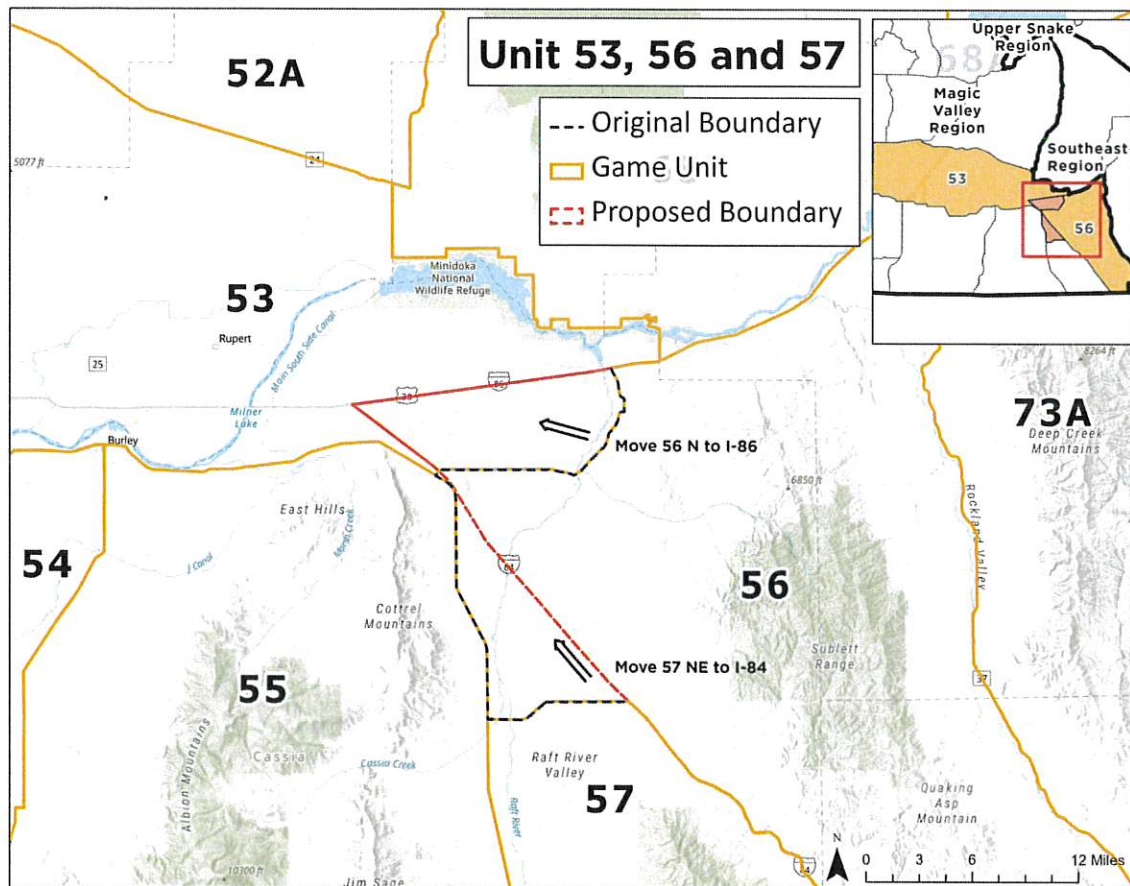 Unit 53, 56 and 57
Original Boundary
Game Unit
Proposed Boundary
Upper Snake
Region
68A
Magic
Valley
Region
Southeast
Region
53
56
52A
24
5077 ft
Minidoka
National
Wildlife Refuge
53
Rupert
25
Main South Side Canal
Milner
Lake
Burley
30
86
Move 56 N to I-86
8264 ft
73A
Deep Creek
Mountains
6850 ft
East Hills
Marsh Creek
J Canal
54
84
Cottrel
Mountains
56
Rockland Valley
Sublett
Range
Move 57 NE to I-84
37
55
Albion Mountains
Cassia
Cassia Creek
Raft River
Valley
57
Raft River
Quaking
Asp
Mountain
10300 ft
Jim Sage
84
N
0 3 6 12 Miles